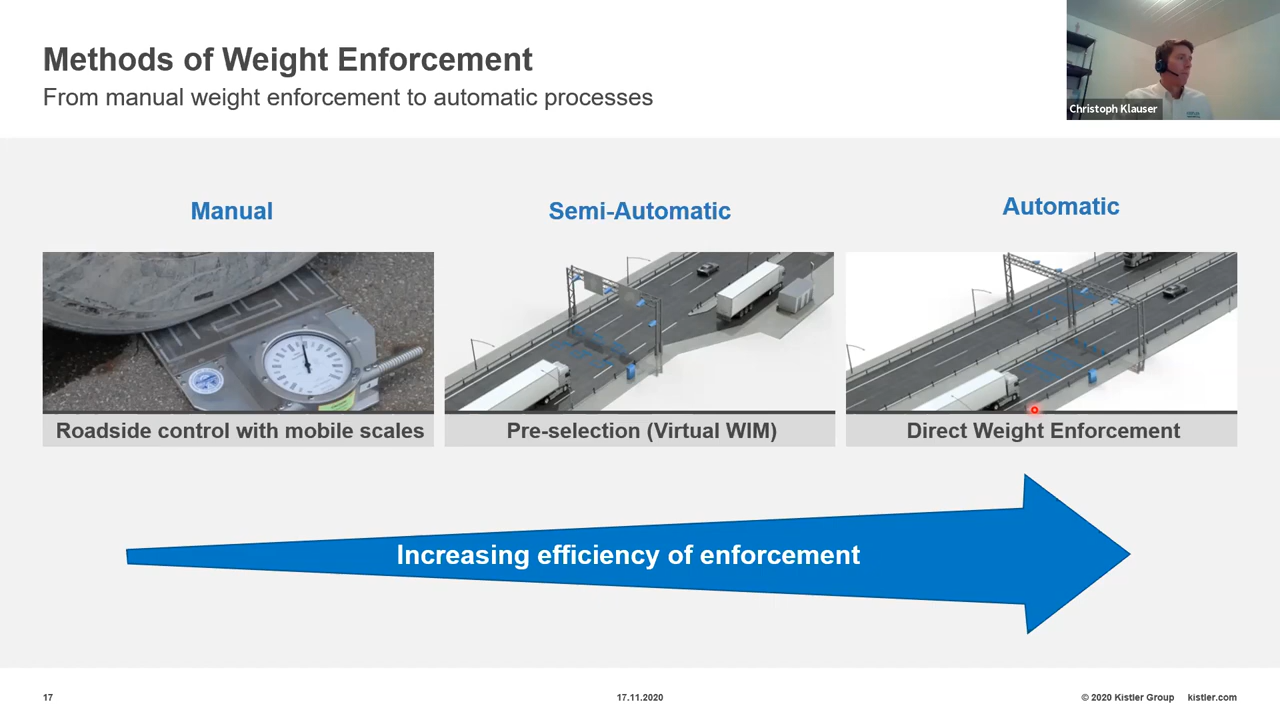 Methods of Weight Enforcement
From manual weight enforcement to automatic processes
Christoph Klauser
Manual
Semi-Automatic
Automatic
Roadside control with mobile scales
Pre-selection (Virtual WIM)
Direct Weight Enforcement
Increasing efficiency of enforcement
17
17.11.2020
© 2020 Kistler Group kistler.com